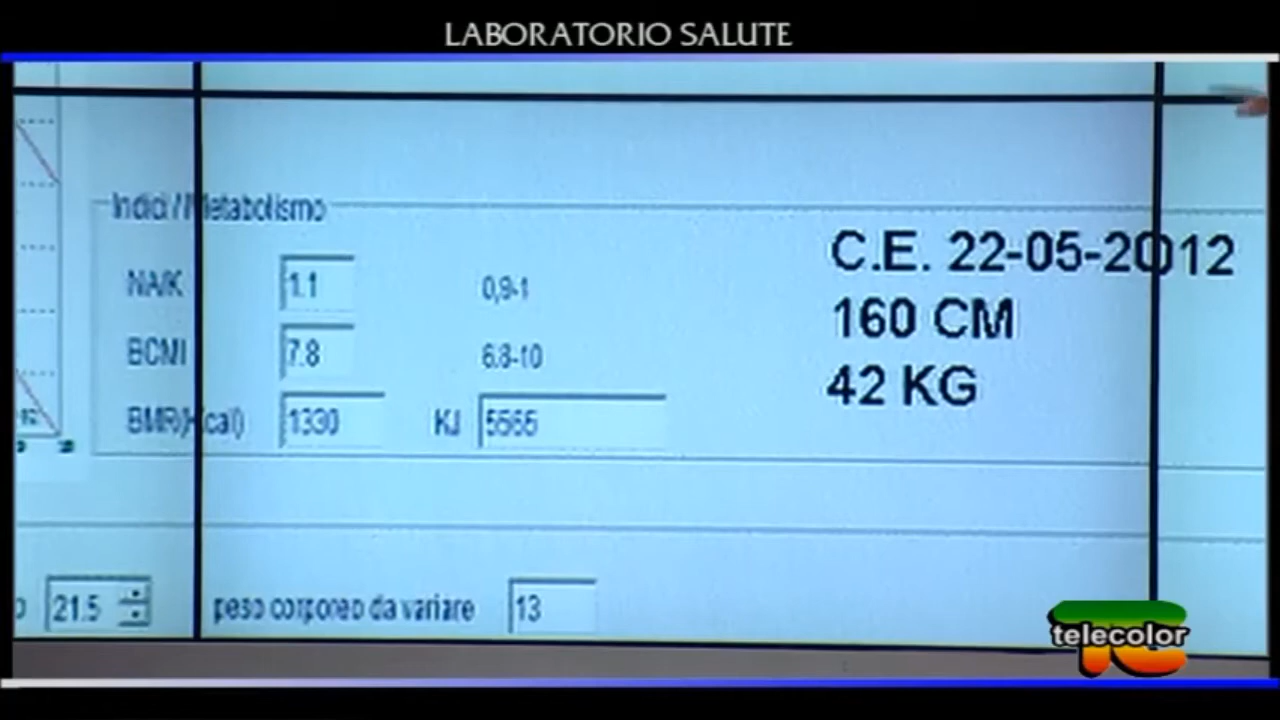 LABORATORIO SALUTE
Indici / Metabolismo
C.E. 22-05-2012
NA/K 1.1 0,9-1
160 CM
BCMI 7.8 6.8-10
42 KG
BMR(Kcal) 1330 KJ 5565
21.5 peso corporeo da variare 13
telecolor